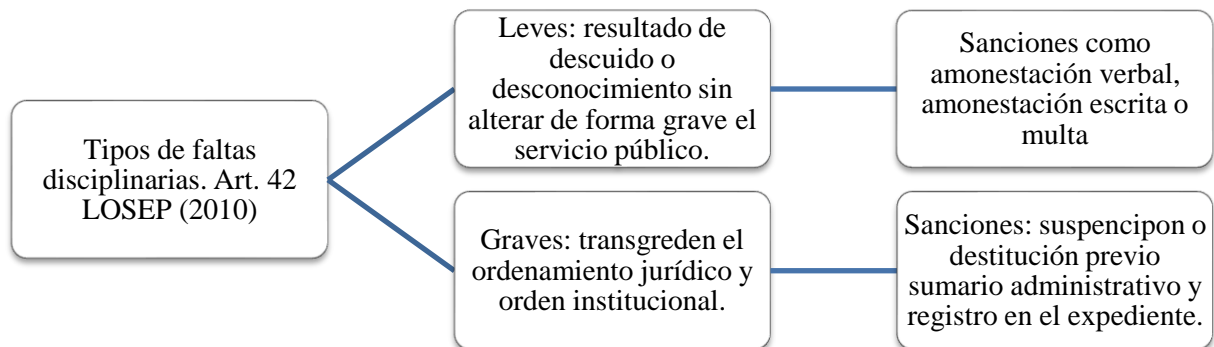 Tipos de faltas
disciplinarias. Art. 42
LOSEP (2010)
Leves: resultado de
descuido o
desconocimiento sin
alterar de forma grave el
servicio público.
Sanciones como
amonestación verbal,
amonestación escrita o
multa
Graves: transgreden el
ordenamiento jurídico y
orden institucional.
Sanciones: suspencipon o
destitución previo
sumario administrativo y
registro en el expediente.